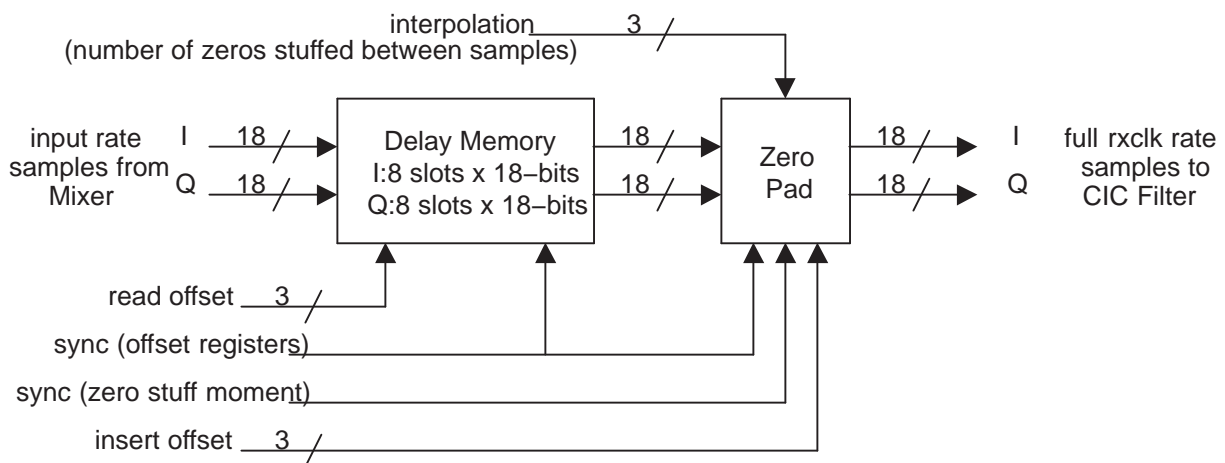 interpolation 3
(number of zeros stuffed between samples)
input rate
samples from
Mixer
I 18
Q 18
Delay Memory
I:8 slots x 18−bits
Q:8 slots x 18−bits
18
18
Zero
Pad
18 I
18 Q
full rxclk rate
samples to
CIC Filter
read offset 3
sync (offset registers)
sync (zero stuff moment)
insert offset 3